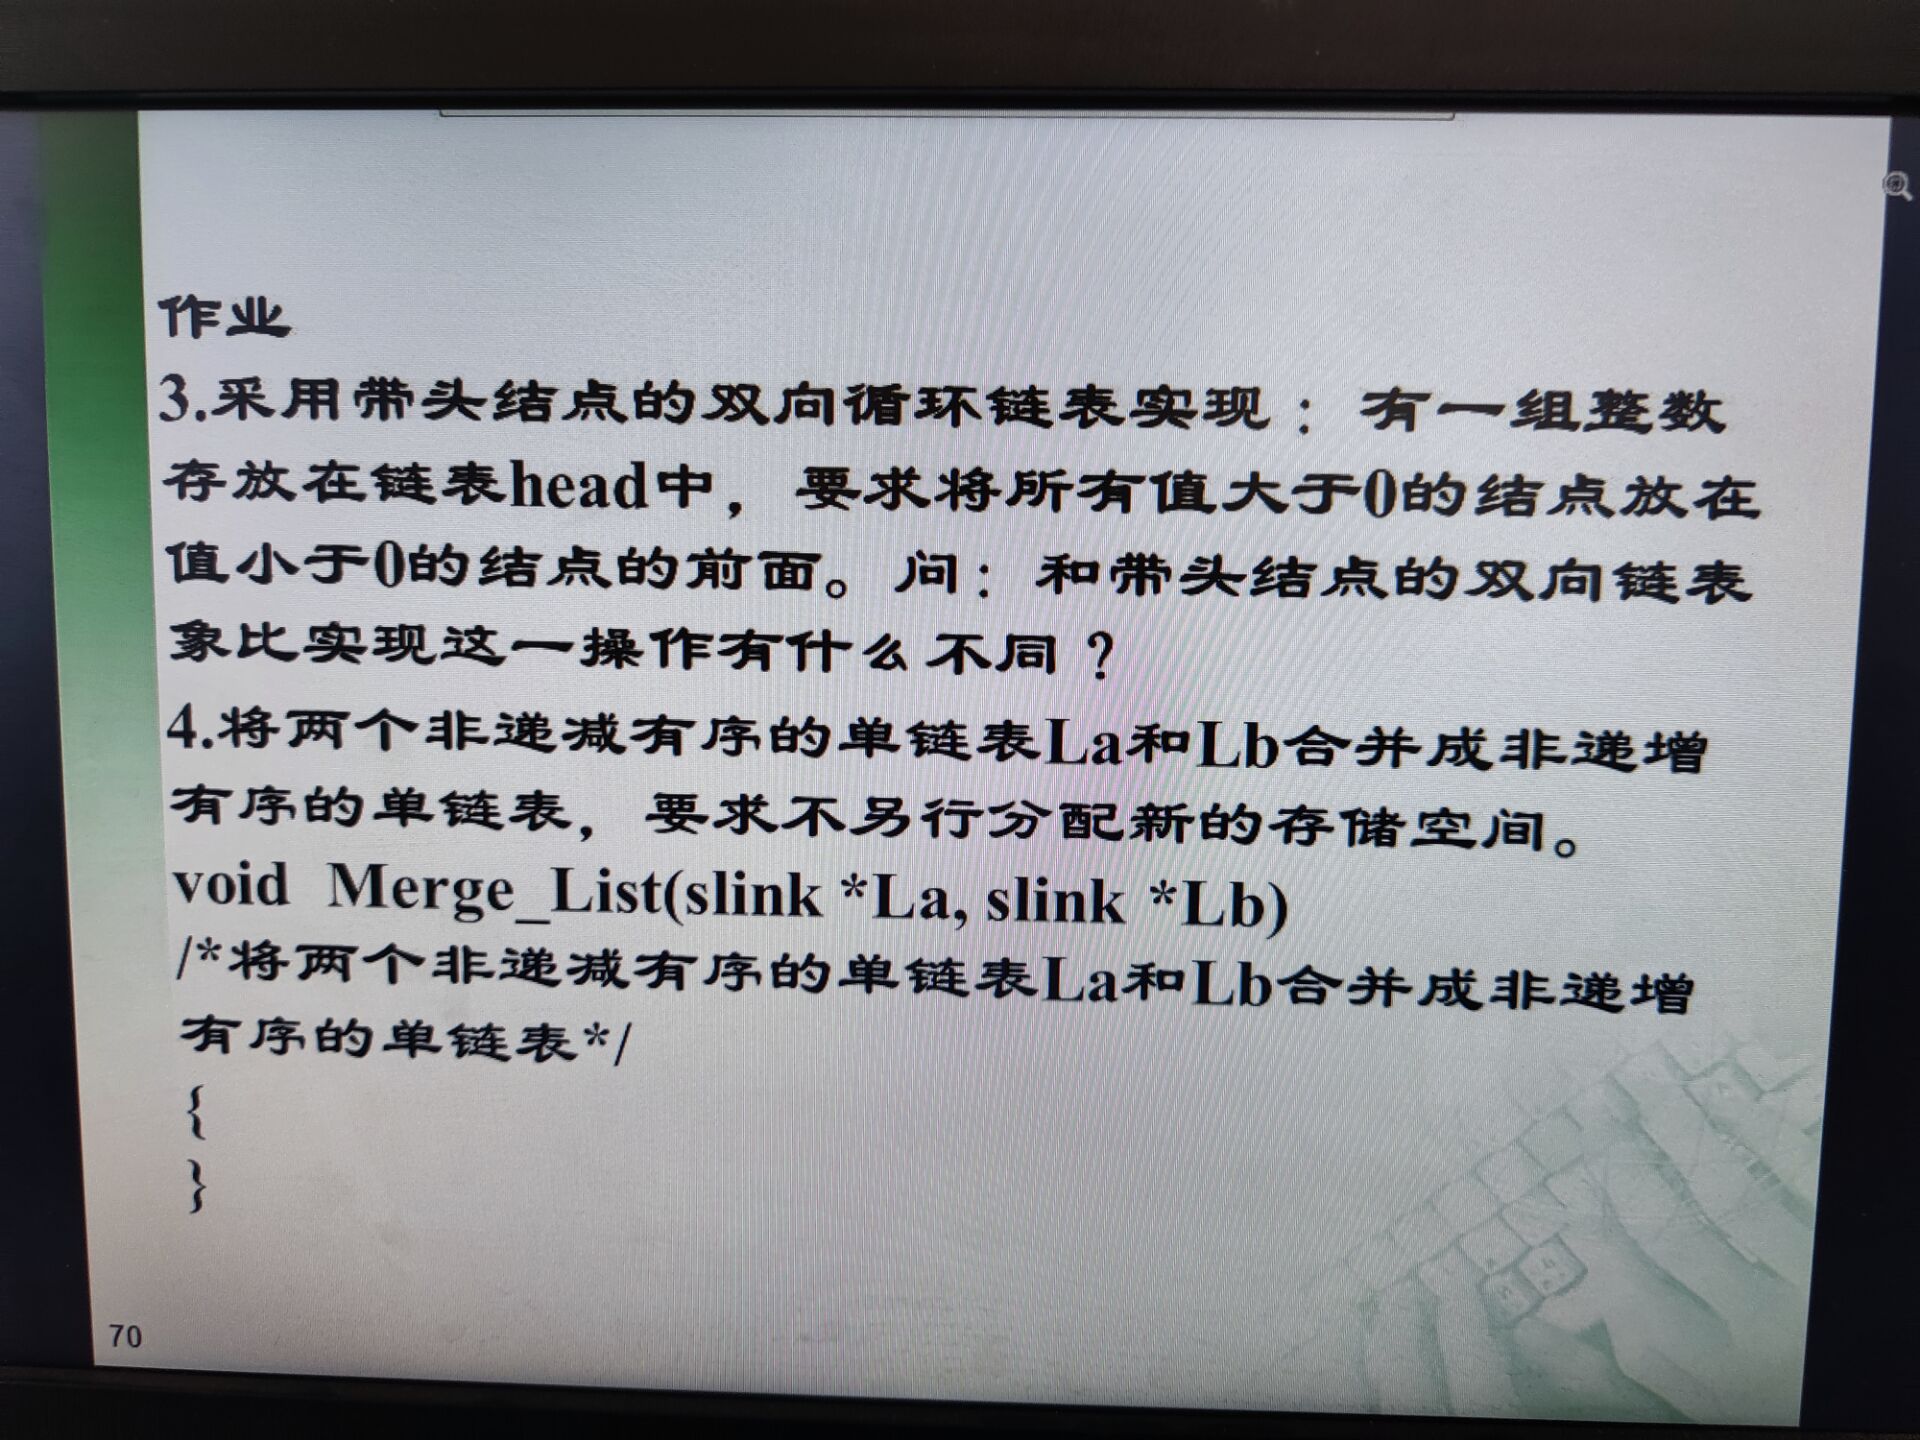 作业
3.采用带头结点的双向循环链表实现：有一组整数
存放在链表head中，要求将所有值大于0的结点放在
值小于0的结点的前面。问：和带头结点的双向链表
象比实现这一操作有什么不同？
4.将两个非递减有序的单链表La和Lb合并成非递增
有序的单链表，要求不另行分配新的存储空间。
void Merge_List(slink *La, slink *Lb)
/*将两个非递减有序的单链表La和Lb合并成非递增
有序的单链表*/
{
}
70